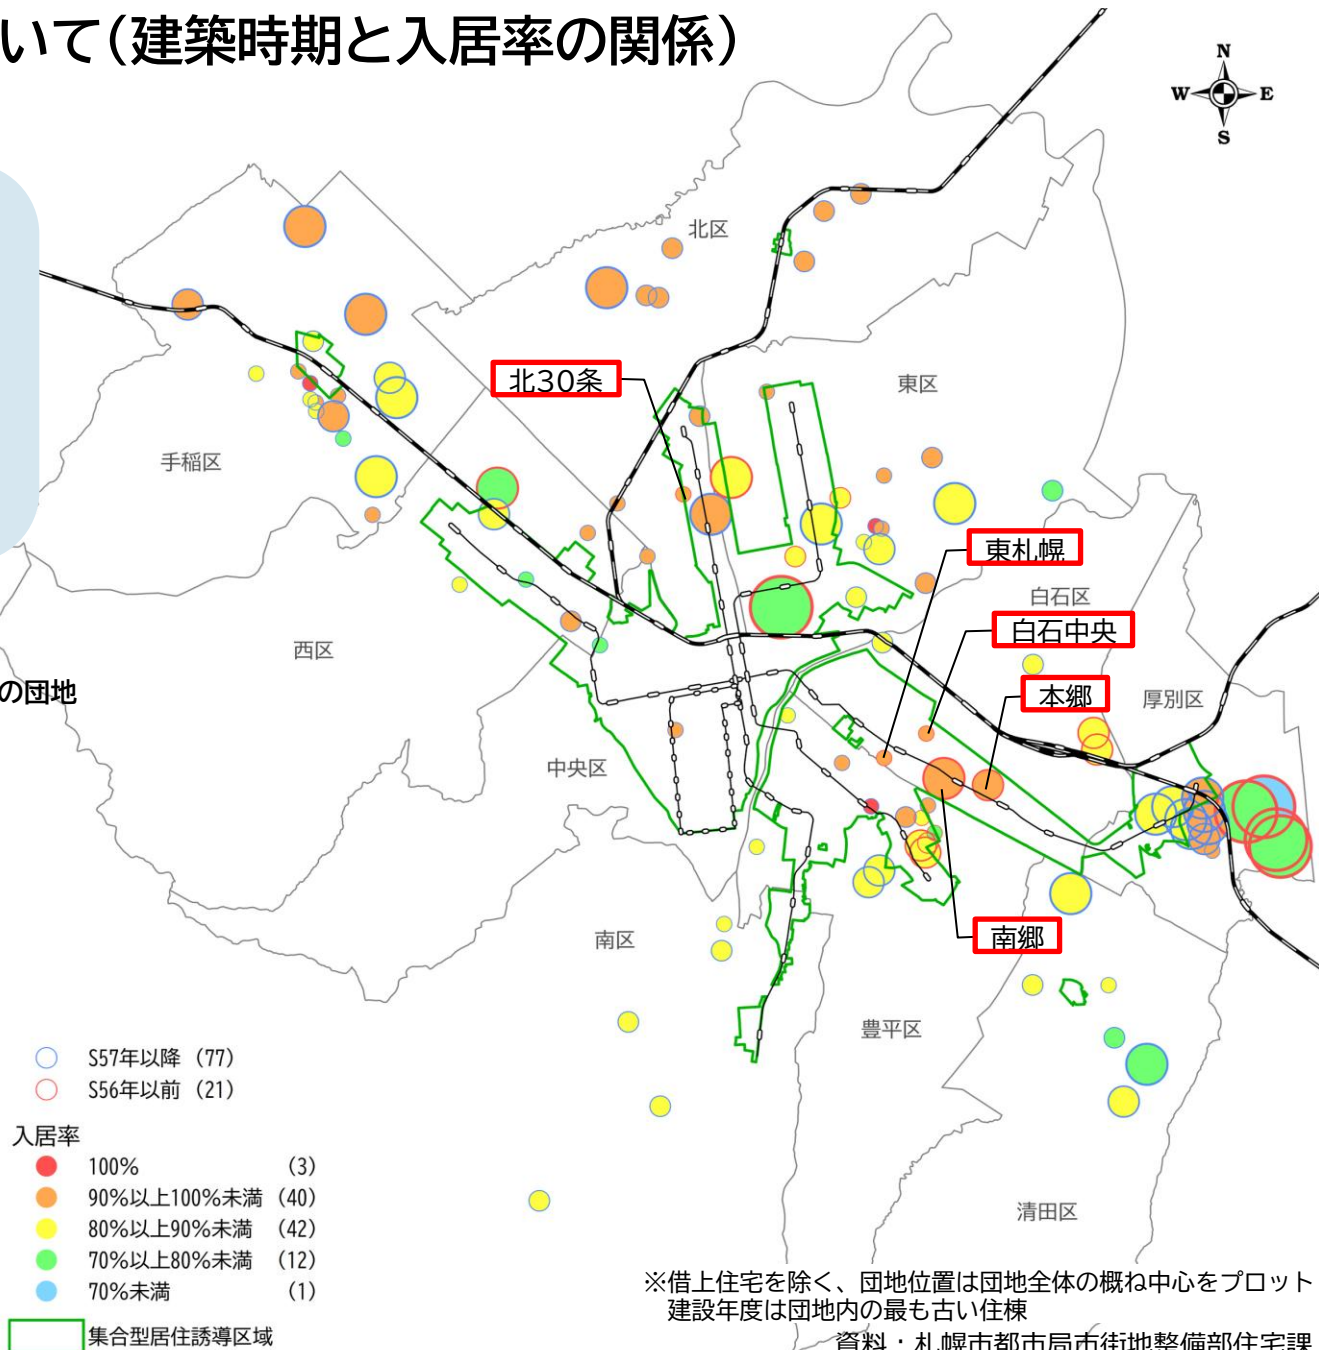 いて(建築時期と入居率の関係)
N
W
E
S
北区
北30条
東区
手稲区
東札幌
白石区
白石中央
西区
の団地
本郷
厚別区
中央区
南区
南郷
豊平区
S57年以降 (77)
S56年以前 (21)
入居率
100% (3)
90%以上100%未満 (40)
80%以上90%未満 (42)
70%以上80%未満 (12)
70%未満 (1)
集合型居住誘導区域
清田区
※借上住宅を除く、団地位置は団地全体の概ね中心をプロット
建設年度は団地内の最も古い住棟
資料：札幌市都市局市街地整備部住宅課